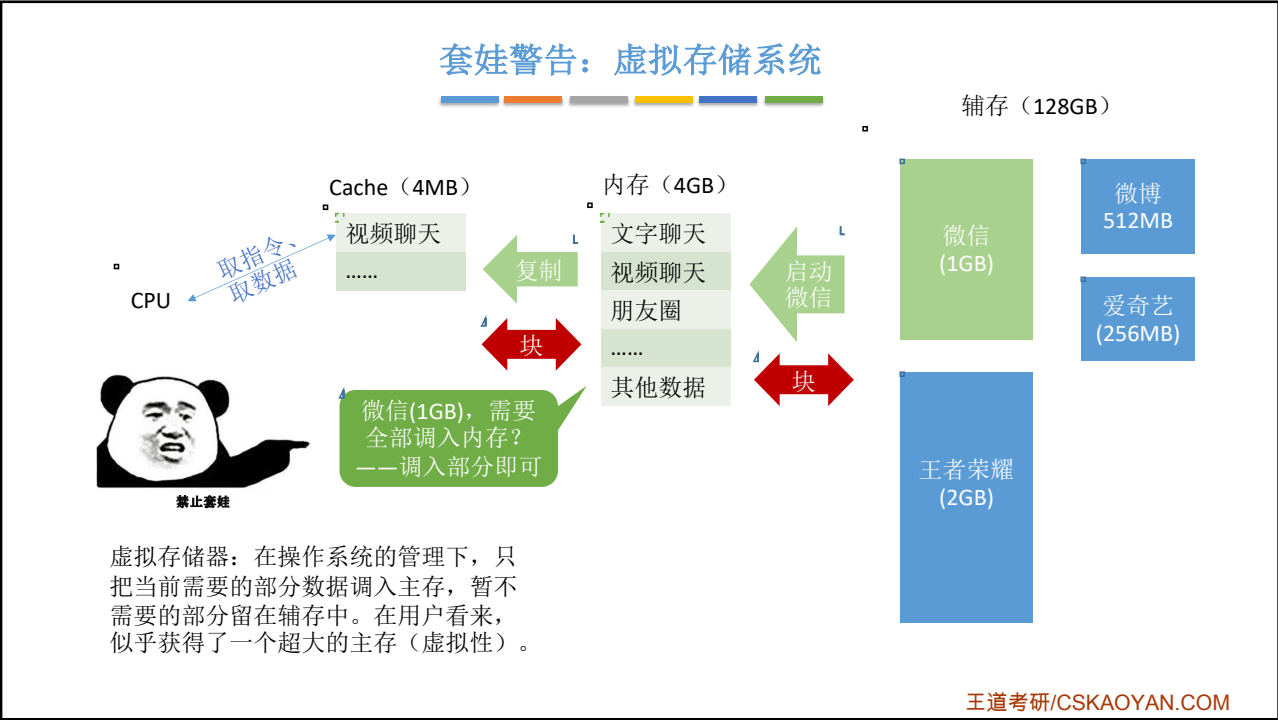 套娃警告：虚拟存储系统
辅存（128GB）
Cache（4MB）
内存（4GB）
视频聊天
……
取指令、
取数据
CPU
复制
块
文字聊天
视频聊天
朋友圈
……
其他数据
启动
微信
块
微信
(1GB)
微博
512MB
爱奇艺
(256MB)
王者荣耀
(2GB)
微信(1GB)，需要
全部调入内存？
——调入部分即可
禁止套娃
虚拟存储器：在操作系统的管理下，只
把当前需要的部分数据调入主存，暂不
需要的部分留在辅存中。在用户看来，
似乎获得了一个超大的主存（虚拟性）。
王道考研/CSKAOYAN.COM